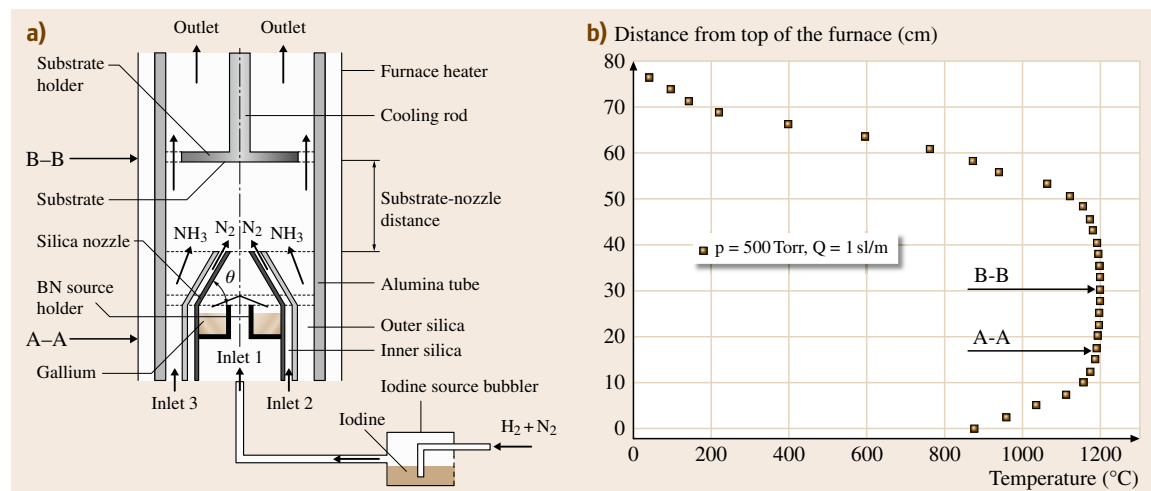 a)
Outlet Outlet
Substrate
holder
Furnace heater
Cooling rod
B–B
Substrate
Substrate-nozzle
distance
Silica nozzle
NH3 N2 N2 NH3
θ
BN source
holder
Alumina tube
Outer silica
A–A
Inner silica
Inlet 1
Gallium
Iodine source bubbler
Inlet 3 Inlet 2
Iodine
H2 + N2
b) Distance from top of the furnace (cm)
80
70
60
50
40
30
20
10
0
p = 500 Torr, Q = 1 sl/m
B-B
A-A
0 200 400 600 800 1000 1200
Temperature (°C)